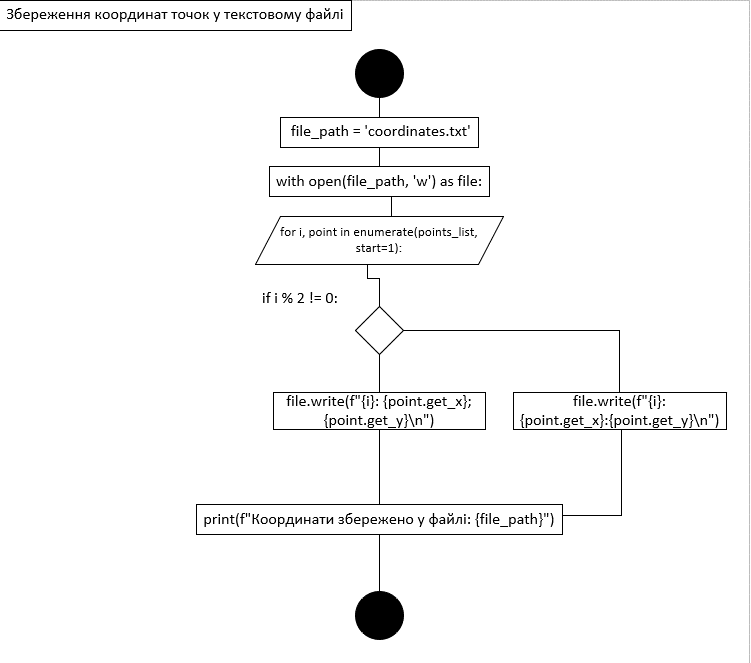 Збереження координат точок у текстовому файлі
file_path = 'coordinates.txt'
with open(file_path, 'w') as file:
for i, point in enumerate(points_list,
start=1):
if i % 2 != 0:
file.write(f"{i}: {point.get_x};
{point.get_y}\n")
file.write(f"{i}:
{point.get_x}:{point.get_y}\n")
print(f"Координати збережено у файлі: {file_path}")